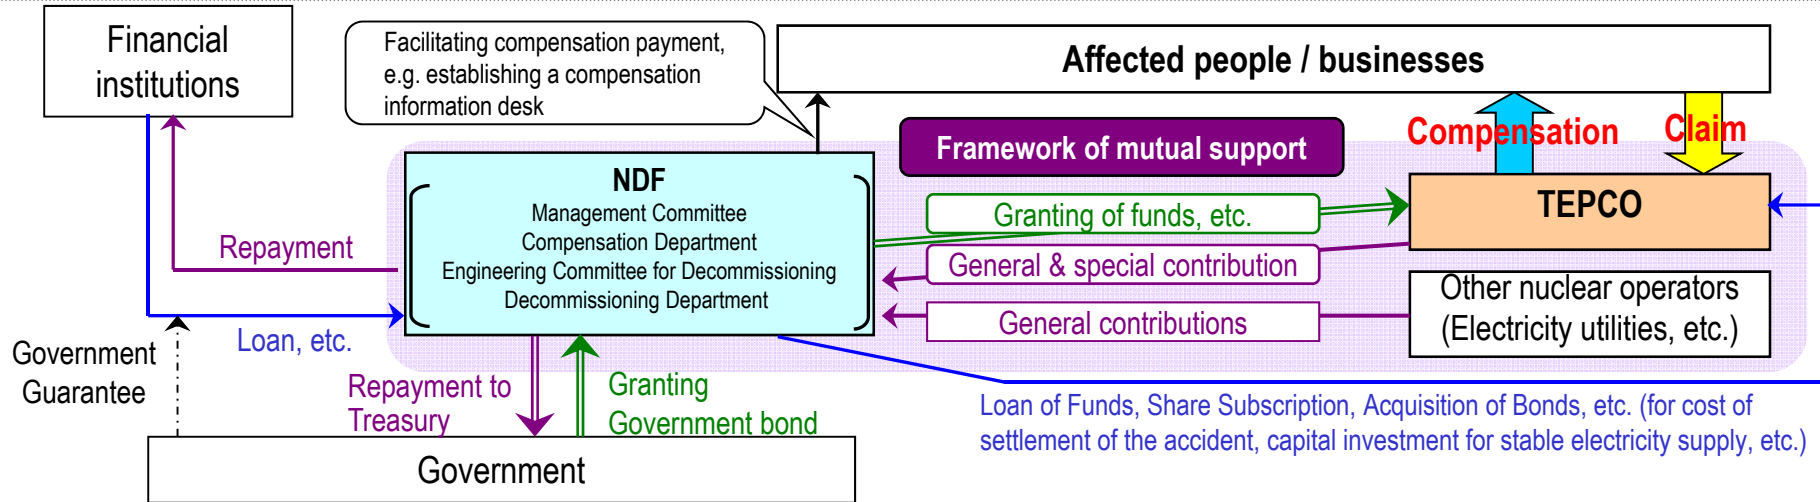 Financial
institutions
Facilitating compensation payment,
e.g. establishing a compensation
information desk
Affected people / businesses
Compensation
Claim
Framework of mutual support
NDF
Management Committee
Compensation Department
Engineering Committee for Decommissioning
Decommissioning Department
Granting of funds, etc.
TEPCO
Repayment
General & special contribution
General contributions
Other nuclear operators
(Electricity utilities, etc.)
Loan, etc.
Government
Guarantee
Repayment to
Treasury
Granting
Government bond
Loan of Funds, Share Subscription, Acquisition of Bonds, etc. (for cost of
settlement of the accident, capital investment for stable electricity supply, etc.)
Government